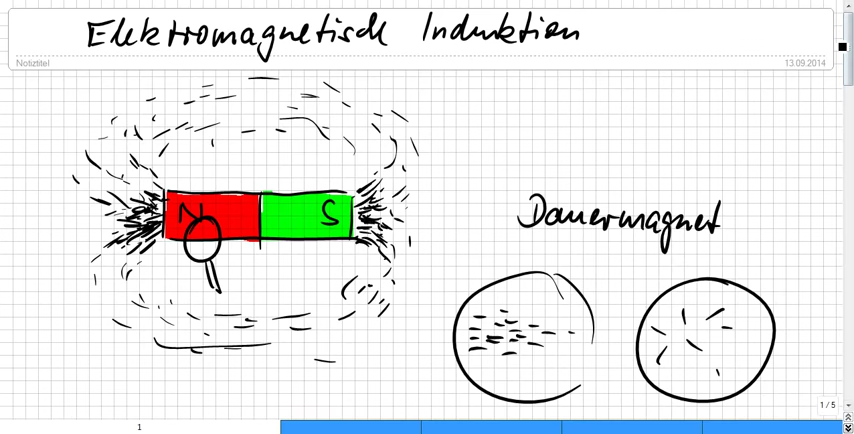 Elektromagnetisch Induktion
Notiztitel
13.09.2014
N
S
Dauermagnet
1 / 5
1